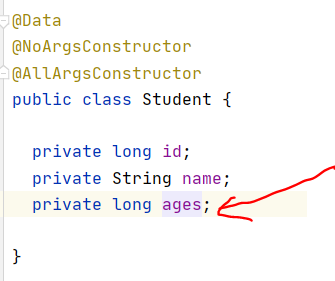 @Data
@NoArgsConstructor
@AllArgsConstructor
public class Student {
private long id;
private String name;
private long ages;
}